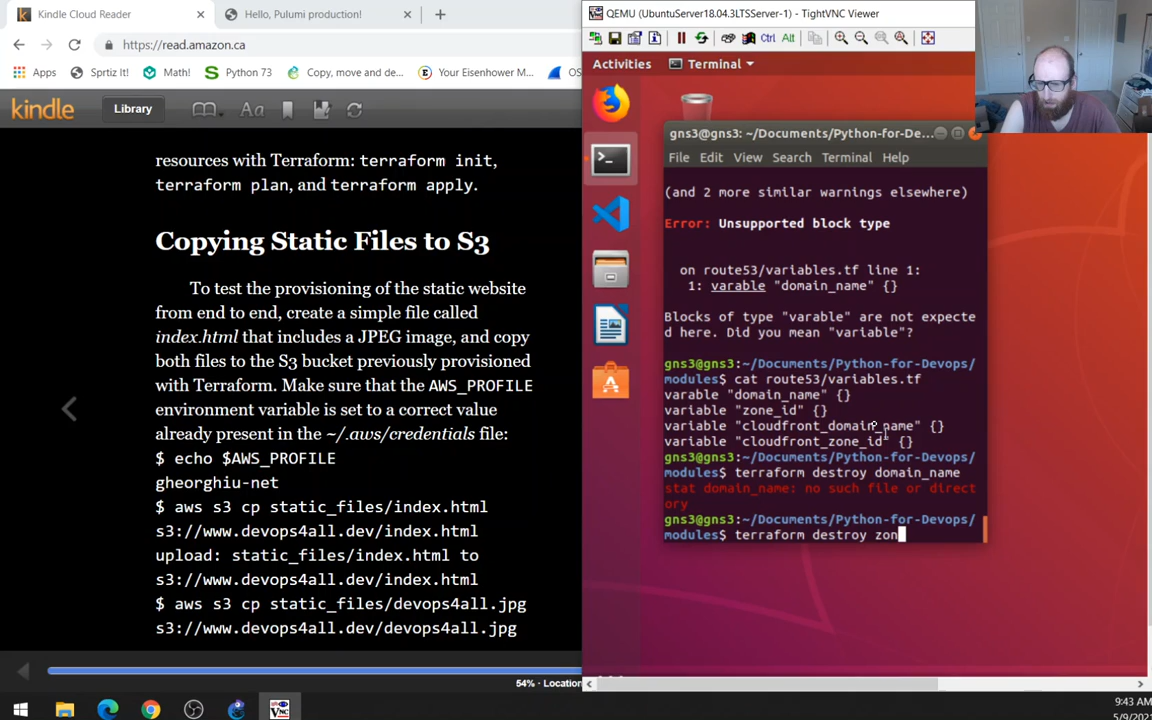 Kindle Cloud Reader
Hello, Pulumi production!
https://read.amazon.ca
Apps
Sprtiz It!
Math!
Python 73
Copy, move and de...
Your Eisenhower M...
OS
kindle
Library
Aa
resources with Terraform: terraform init,
terraform plan, and terraform apply.
Copying Static Files to S3
To test the provisioning of the static website
from end to end, create a simple file called
index.html that includes a JPEG image, and copy
both files to the S3 bucket previously provisioned
with Terraform. Make sure that the AWS_PROFILE
environment variable is set to a correct value
already present in the ~/.aws/credentials file:
$ echo $AWS_PROFILE
gheorghiu-net
$ aws s3 cp static_files/index.html
s3://www.devops4all.dev/index.html
upload: static_files/index.html to
s3://www.devops4all.dev/index.html
$ aws s3 cp static_files/devops4all.jpg
s3://www.devops4all.dev/devops4all.jpg
54% · Location
QEMU (UbuntuServer18.04.3LTSServer-1) - TightVNC Viewer
Ctrl
Alt
Activities
Terminal
gns3@gns3: ~/Documents/Python-for-De...
File Edit View Search Terminal Help
(and 2 more similar warnings elsewhere)
Error: Unsupported block type
on route53/variables.tf line 1:
1: varable "domain_name" {}
Blocks of type "varable" are not expecte
d here. Did you mean "variable"?
gns3@gns3:~/Documents/Python-for-Devops/
modules$ cat route53/variables.tf
varable "domain_name" {}
variable "zone_id" {}
variable "cloudfront_domain_name" {}
variable "cloudfront_zone_id" {}
gns3@gns3:~/Documents/Python-for-Devops/
modules$ terraform destroy domain_name
stat domain_name: no such file or direct
ory
gns3@gns3:~/Documents/Python-for-Devops/
modules$ terraform destroy zon
9:43 AM
5/9/2021